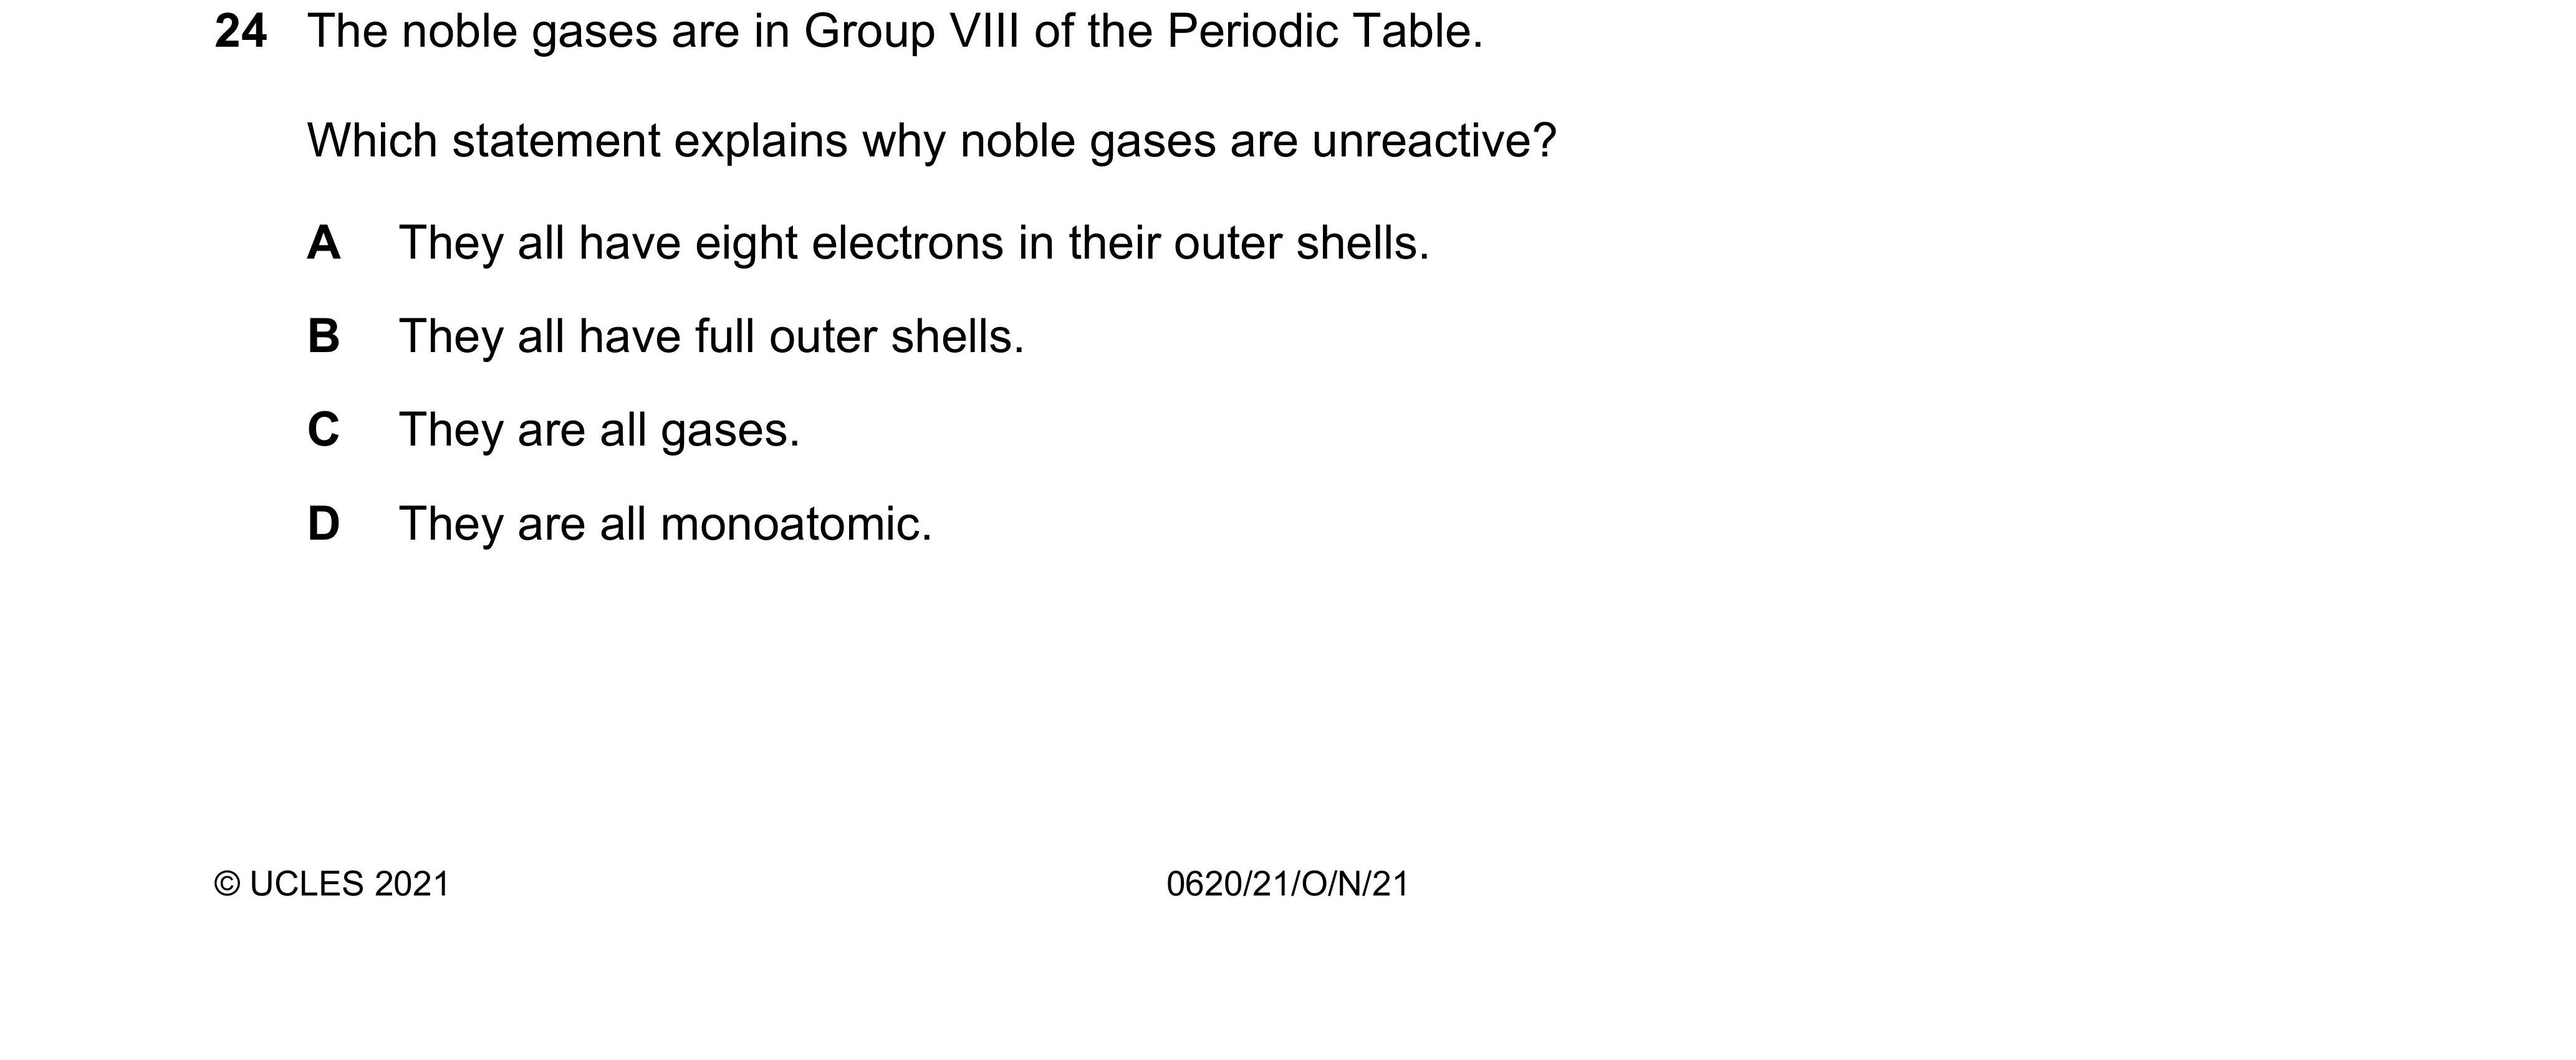 24 The noble gases are in Group VIII of the Periodic Table.
Which statement explains why noble gases are unreactive?
A They all have eight electrons in their outer shells.
B They all have full outer shells.
C They are all gases.
D They are all monoatomic.
© UCLES 2021 0620/21/O/N/21